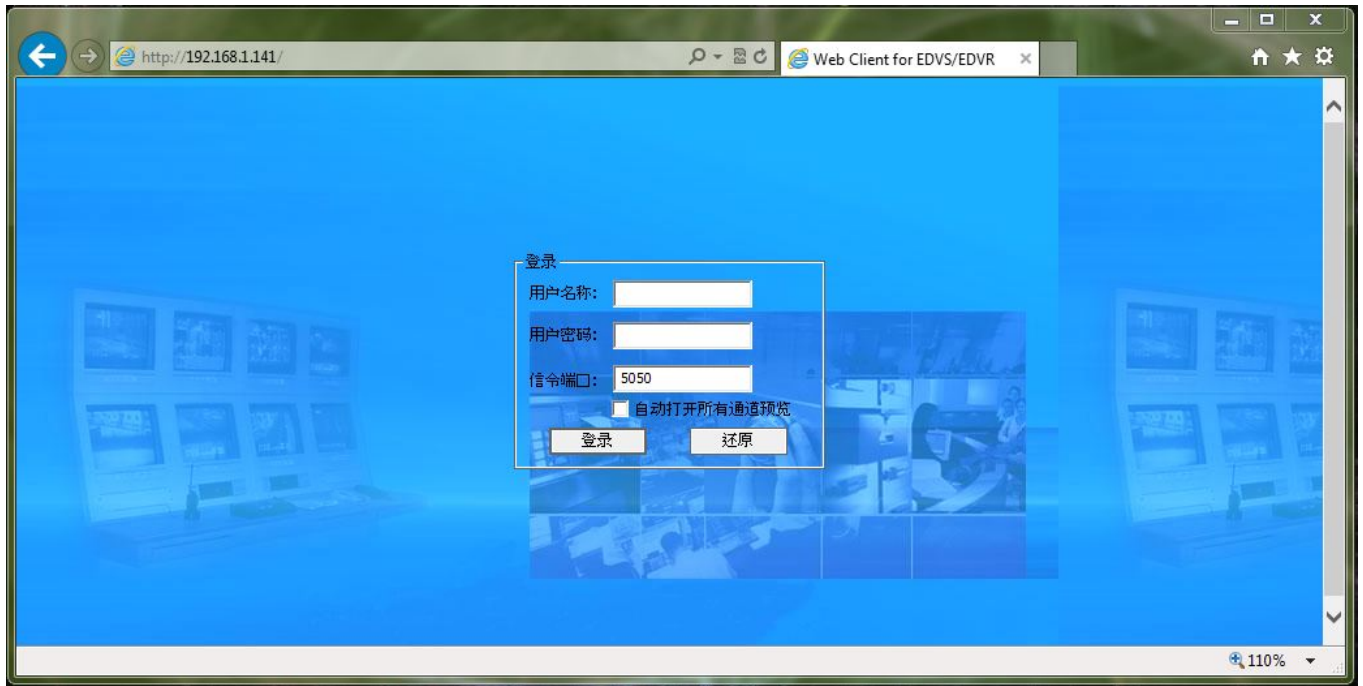 http://192.168.1.141/
Web Client for EDVS/EDVR
登录
用户名称:
用户密码:
信令端口: 5050
自动打开所有通道预览
登录 还原
110%